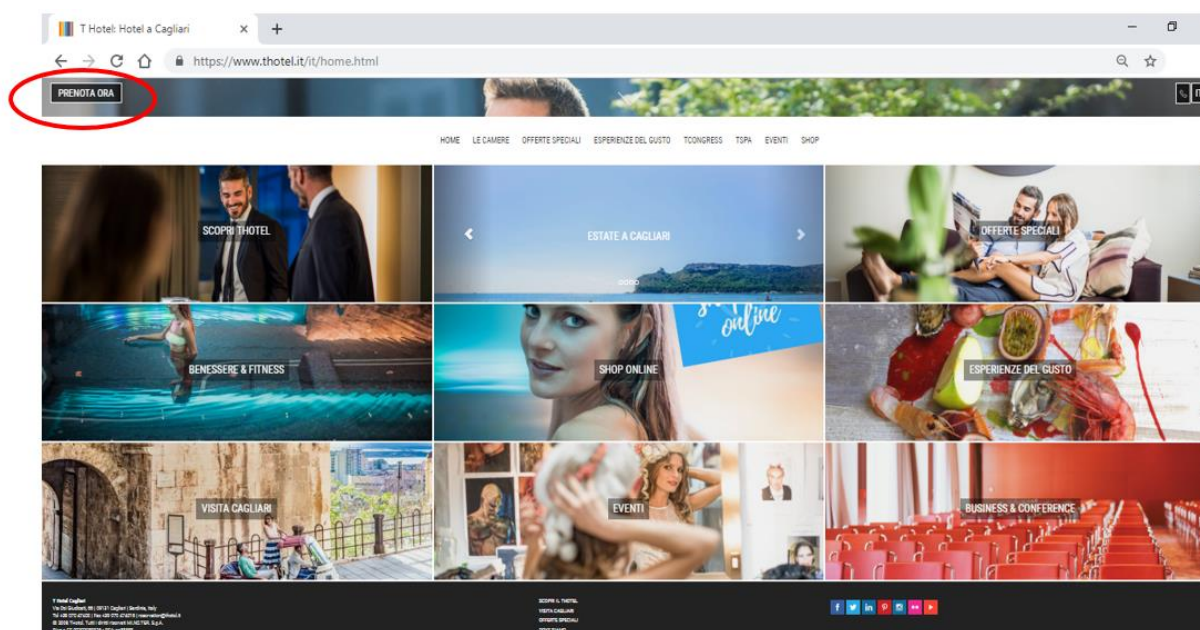 T Hotel: Hotel a Cagliari
https://www.thotel.it/it/home.html
PRENOTA ORA
HOME LE CAMERE OFFERTE SPECIALI ESPERIENZE DEL GUSTO TCONGRESS TSPA EVENTI SHOP
SCOPRI THOTEL
ESTATE A CAGLIARI
OFFERTE SPECIALI
online
BENESSERE & FITNESS
SHOP ONLINE
ESPERIENZE DEL GUSTO
VISITA CAGLIARI
EVENTI
BUSINESS & CONFERENCE
T Hotel Cagliari
SCOPRI IL THOTEL
VISITA CAGLIARI
OFFERTE SPECIALI